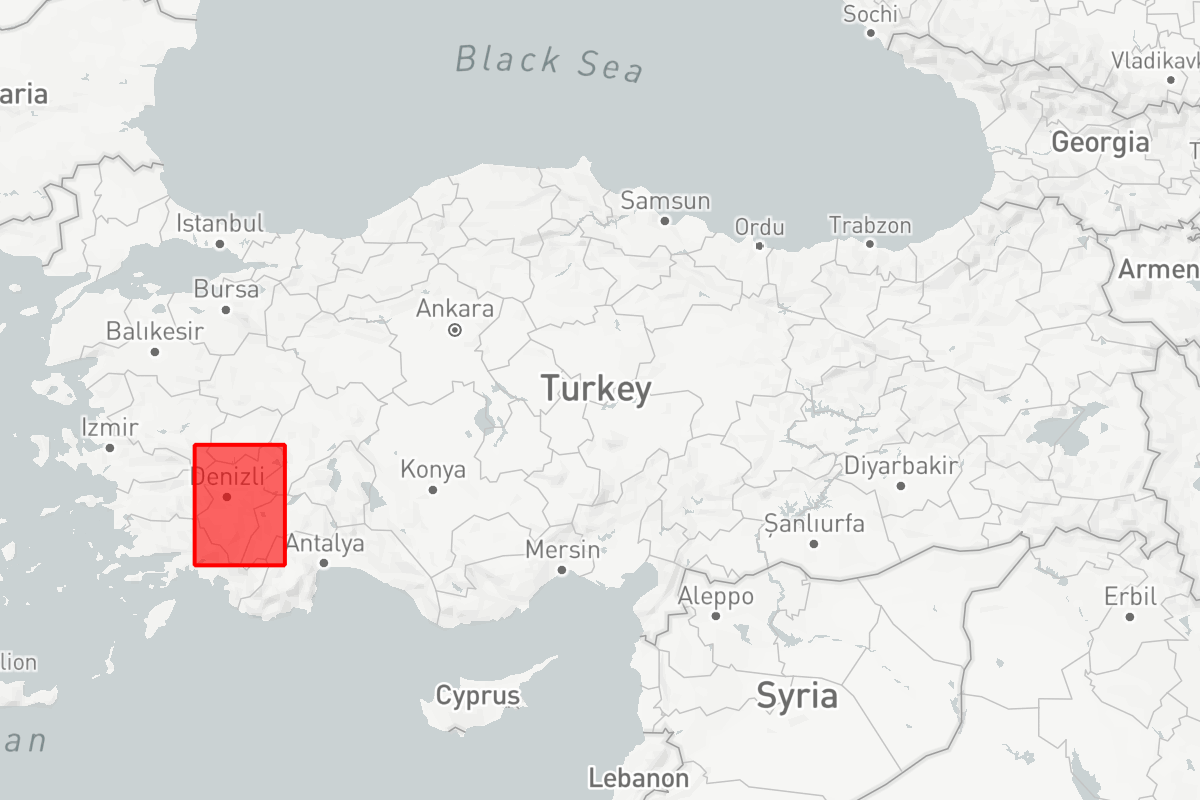 Sochi
Black Sea
Vladikavk
aria
Georgia
T
Samsun
Istanbul
Ordu
Trabzon
Armen
Bursa
Ankara
Balıkesir
Turkey
Izmir
Denizli
Konya
Diyarbakir
Şanlıurfa
Antalya
Mersin
Aleppo
Erbil
lion
Cyprus
Syria
an
Lebanon